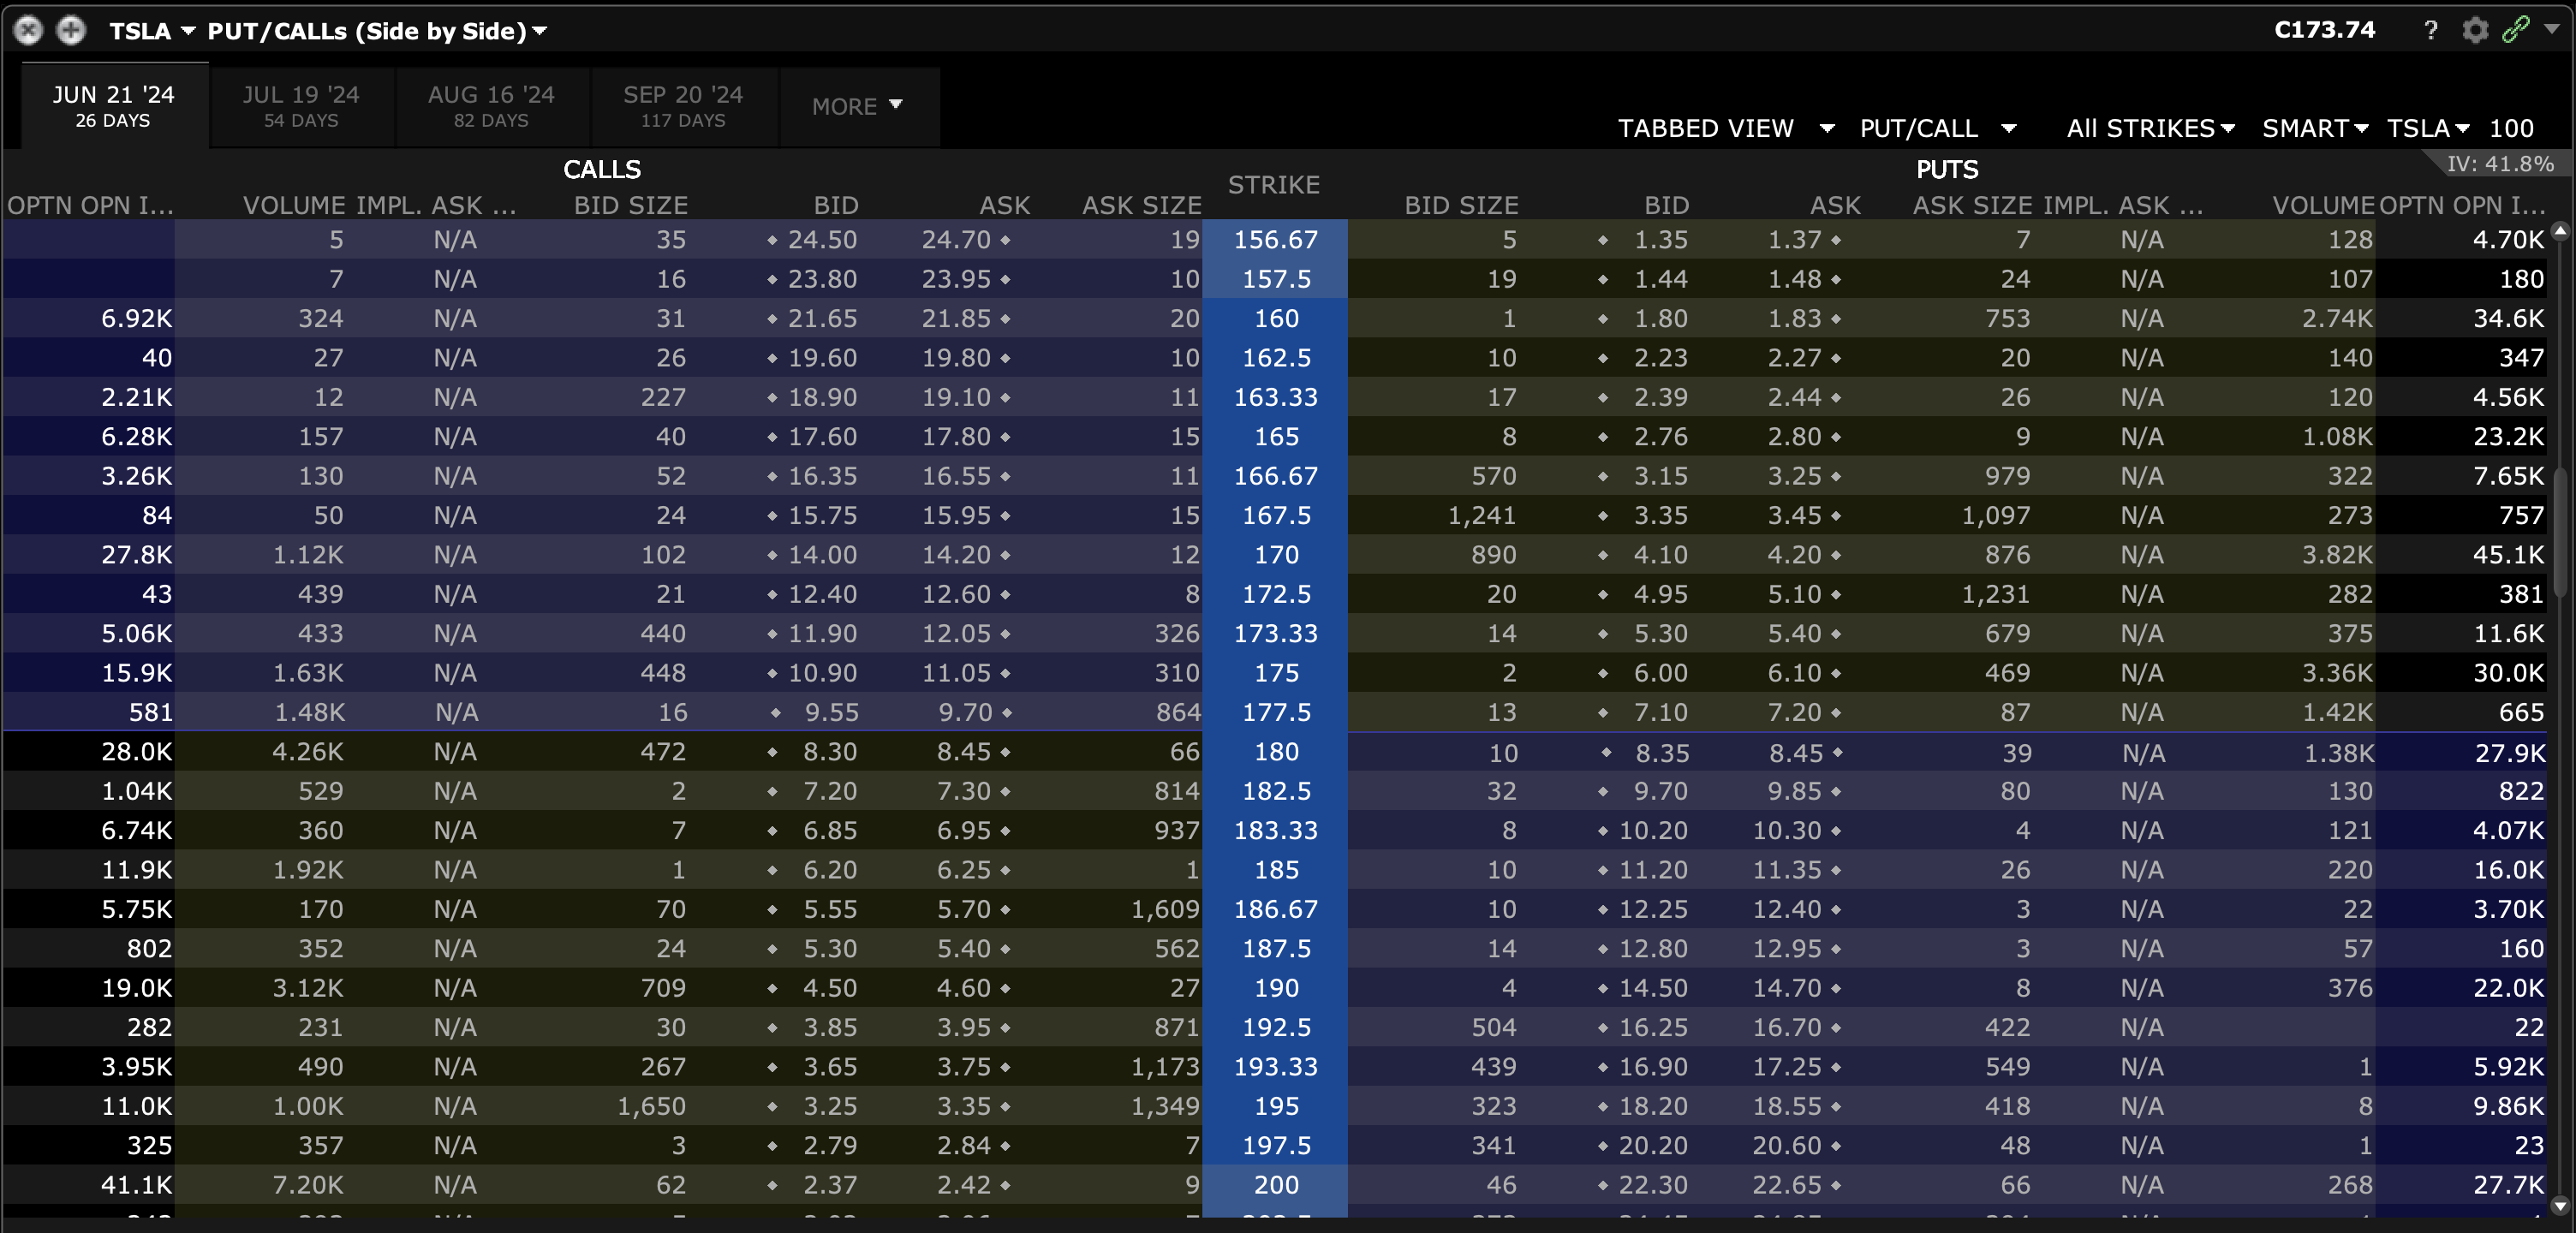 TSLA PUT/CALLs (Side by Side) C173.74 ?
JUN 21 '24 JUL 19 '24 AUG 16 '24 SEP 20 '24 MORE
26 DAYS 54 DAYS 82 DAYS 117 DAYS
TABBED VIEW PUT/CALL All STRIKES SMART TSLA 100
CALLS STRIKE PUTS IV: 41.8%
OPTN OPN I... VOLUME IMPL. ASK ... BID SIZE BID ASK ASK SIZE BID SIZE BID ASK ASK SIZE IMPL. ASK ... VOLUME OPTN OPN I...
5 N/A 35 24.50 24.70 19 156.67 5 1.35 1.37 7 N/A 128 4.70K
7 N/A 16 23.80 23.95 10 157.5 19 1.44 1.48 24 N/A 107 180
6.92K 324 N/A 31 21.65 21.85 20 160 1 1.80 1.83 753 N/A 2.74K 34.6K
40 27 N/A 26 19.60 19.80 10 162.5 10 2.23 2.27 20 N/A 140 347
2.21K 12 N/A 227 18.90 19.10 11 163.33 17 2.39 2.44 26 N/A 120 4.56K
6.28K 157 N/A 40 17.60 17.80 15 165 8 2.76 2.80 9 N/A 1.08K 23.2K
3.26K 130 N/A 52 16.35 16.55 11 166.67 570 3.15 3.25 979 N/A 322 7.65K
84 50 N/A 24 15.75 15.95 15 167.5 1,241 3.35 3.45 1,097 N/A 273 757
27.8K 1.12K N/A 102 14.00 14.20 12 170 890 4.10 4.20 876 N/A 3.82K 45.1K
43 439 N/A 21 12.40 12.60 8 172.5 20 4.95 5.10 1,231 N/A 282 381
5.06K 433 N/A 440 11.90 12.05 326 173.33 14 5.30 5.40 679 N/A 375 11.6K
15.9K 1.63K N/A 448 10.90 11.05 310 175 2 6.00 6.10 469 N/A 3.36K 30.0K
581 1.48K N/A 16 9.55 9.70 864 177.5 13 7.10 7.20 87 N/A 1.42K 665
28.0K 4.26K N/A 472 8.30 8.45 66 180 10 8.35 8.45 39 N/A 1.38K 27.9K
1.04K 529 N/A 2 7.20 7.30 814 182.5 32 9.70 9.85 80 N/A 130 822
6.74K 360 N/A 7 6.85 6.95 937 183.33 8 10.20 10.30 4 N/A 121 4.07K
11.9K 1.92K N/A 1 6.20 6.25 1 185 10 11.20 11.35 26 N/A 220 16.0K
5.75K 170 N/A 70 5.55 5.70 1,609 186.67 10 12.25 12.40 3 N/A 22 3.70K
802 352 N/A 24 5.30 5.40 562 187.5 14 12.80 12.95 3 N/A 57 160
19.0K 3.12K N/A 709 4.50 4.60 27 190 4 14.50 14.70 8 N/A 376 22.0K
282 231 N/A 30 3.85 3.95 871 192.5 504 16.25 16.70 422 N/A 22
3.95K 490 N/A 267 3.65 3.75 1,173 193.33 439 16.90 17.25 549 N/A 1 5.92K
11.0K 1.00K N/A 1,650 3.25 3.35 1,349 195 323 18.20 18.55 418 N/A 8 9.86K
325 357 N/A 3 2.79 2.84 7 197.5 341 20.20 20.60 48 N/A 1 23
41.1K 7.20K N/A 62 2.37 2.42 9 200 46 22.30 22.65 66 N/A 268 27.7K